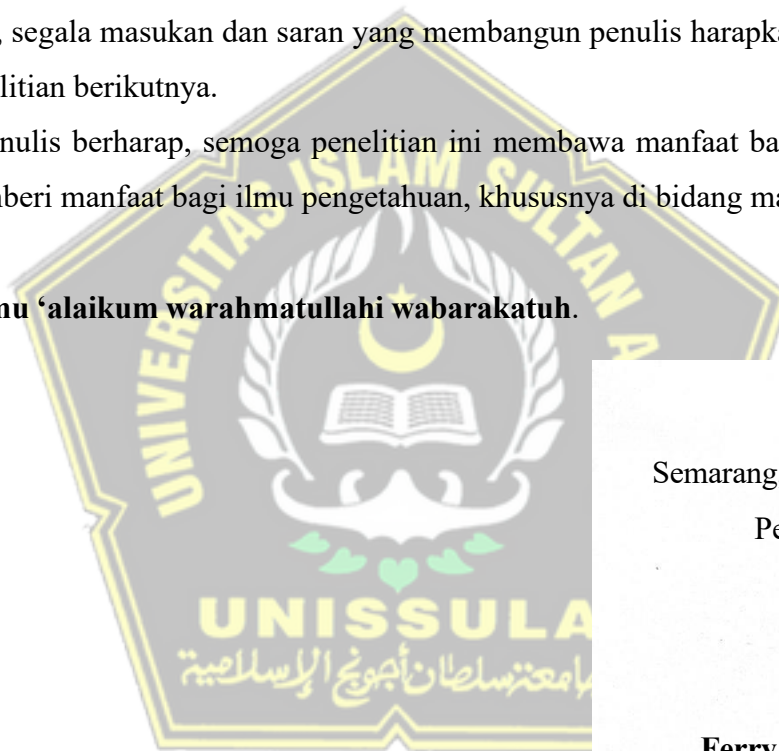 , segala masukan dan saran yang membangun penulis harapka
litian berikutnya.
nulis berharap, semoga penelitian ini membawa manfaat ba
beri manfaat bagi ilmu pengetahuan, khususnya di bidang ma
mu ‘alaikum warahmatullahi wabarakatuh.
UNIVERSITAS ISLAM SULTAN A
Semarang
Pe
UNISSULA
جامعة سلطان أجونج الإسلامية
Ferry